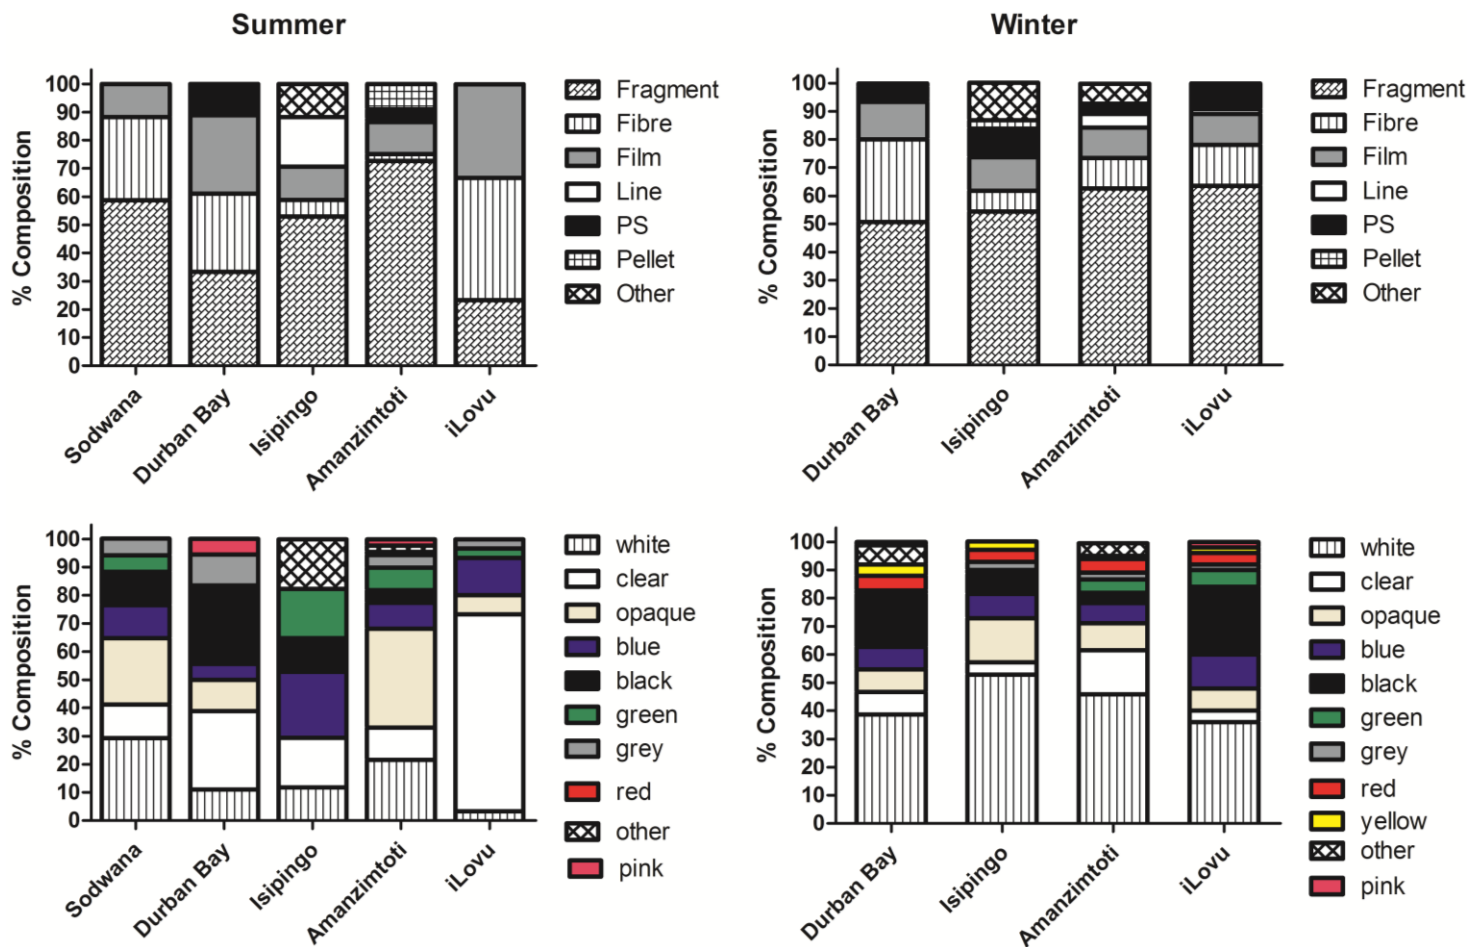 Summer
% Composition
100
90
80
70
60
50
40
30
20
10
0
Sodwana
Durban Bay
Isipingo
Amanzimtoti
iLovu
Fragment
Fibre
Film
Line
PS
Pellet
Other
Winter
% Composition
100
90
80
70
60
50
40
30
20
10
0
Durban Bay
Isipingo
Amanzimtoti
iLovu
Fragment
Fibre
Film
Line
PS
Pellet
Other
% Composition
100
90
80
70
60
50
40
30
20
10
0
Sodwana
Durban Bay
Isipingo
Amanzimtoti
iLovu
white
clear
opaque
blue
black
green
grey
red
other
pink
% Composition
100
90
80
70
60
50
40
30
20
10
0
Durban Bay
Isipingo
Amanzimtoti
iLovu
white
clear
opaque
blue
black
green
grey
red
yellow
other
pink